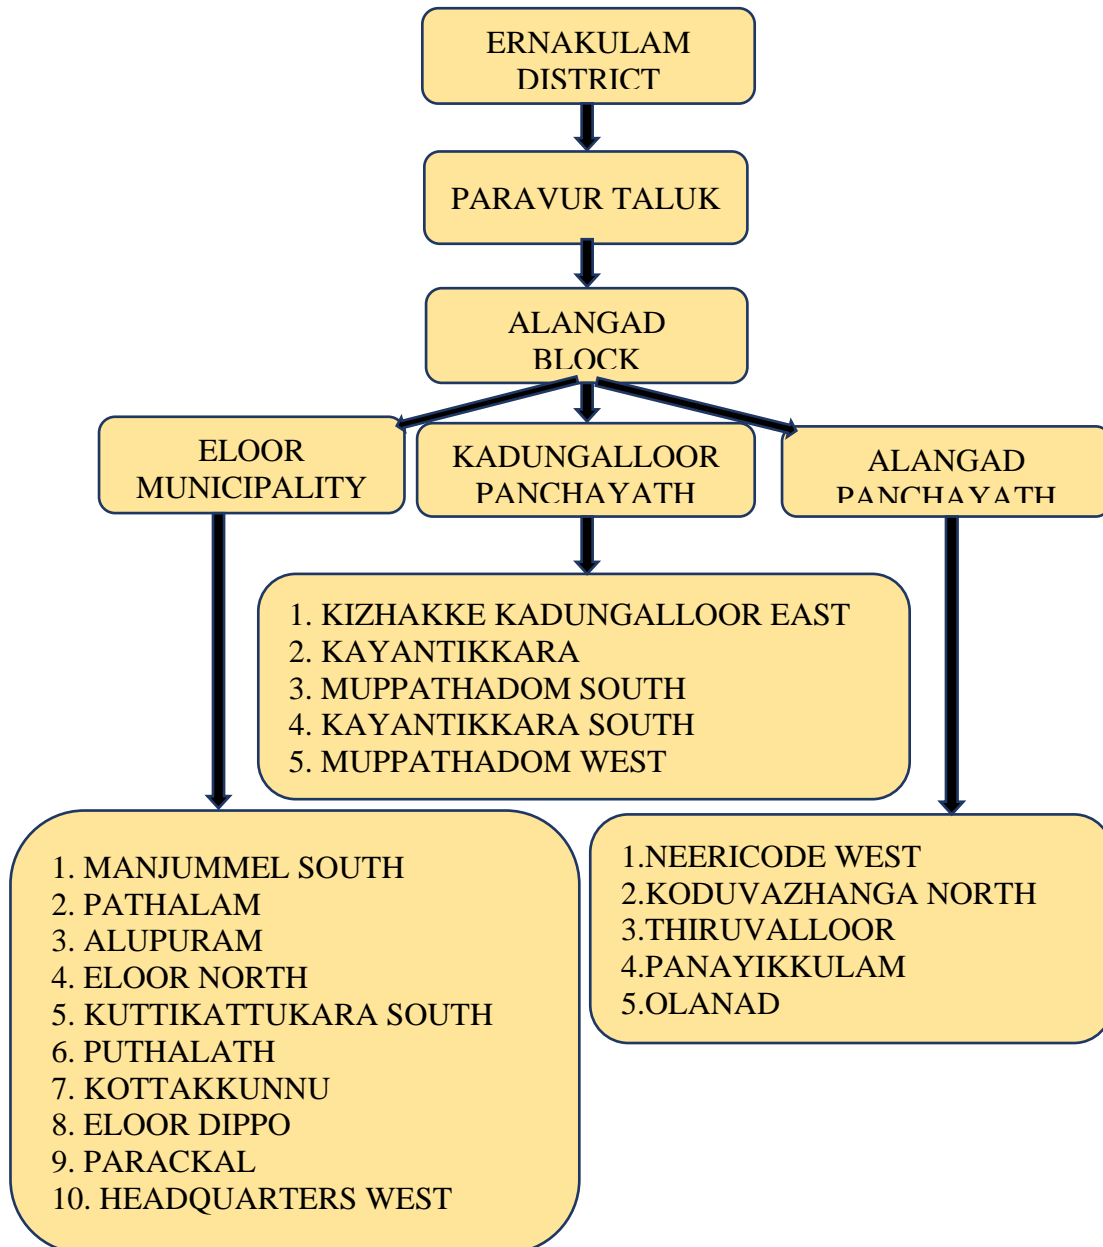 ERNAKULAM
DISTRICT
PARAVUR TALUK
ALANGAD
BLOCK
ELOOR
MUNICIPALITY
KADUNGALLOOR
PANCHAYATH
ALANGAD
PANCHAYATH
1. KIZHAKKE KADUNGALLOOR EAST
2. KAYANTIKKARA
3. MUPPATHADOM SOUTH
4. KAYANTIKKARA SOUTH
5. MUPPATHADOM WEST
1. MANJUMMEL SOUTH
2. PATHALAM
3. ALUPURAM
4. ELOOR NORTH
5. KUTTIKATTUKARA SOUTH
6. PUTHALATH
7. KOTTAKKUNNU
8. ELOOR DIPPO
9. PARACKAL
10. HEADQUARTERS WEST
1.NEERICODE WEST
2.KODUVAZHANGA NORTH
3.THIRUVALLOOR
4.PANAYIKKULAM
5.OLANAD